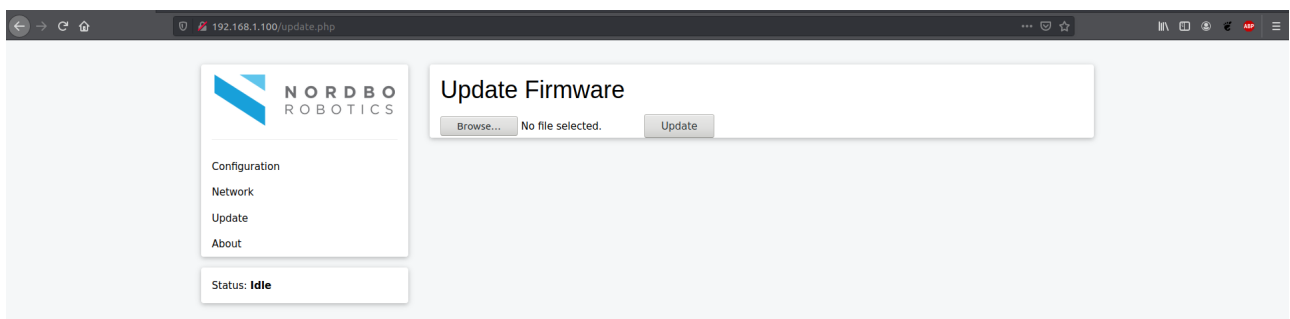 192.168.1.100/update.php
ABP
NORDBO
ROBOTICS
Configuration
Network
Update
About
Status: Idle
Update Firmware
Browse... No file selected. Update